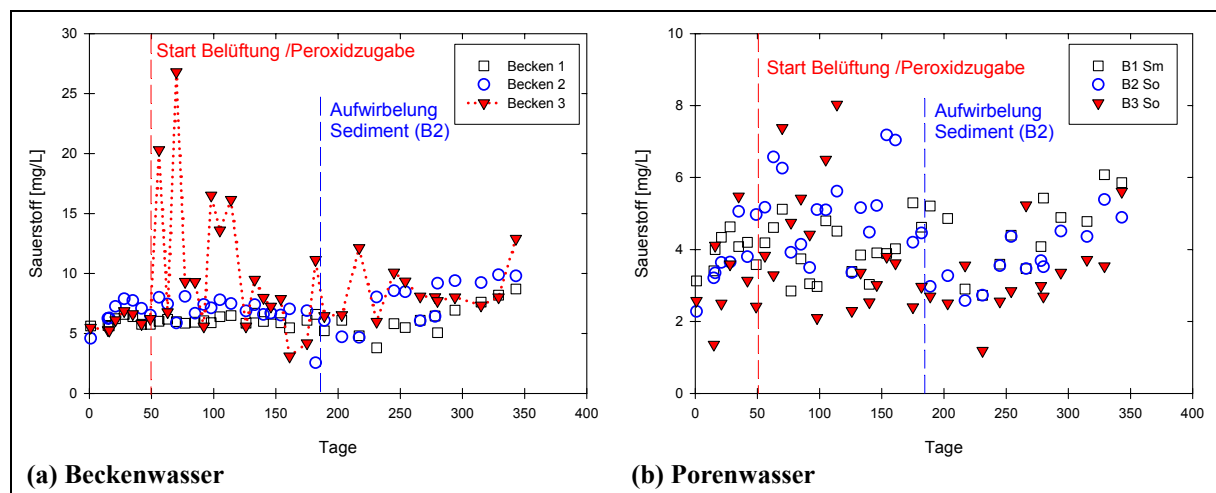 30
25
20
15
10
5
0
Sauerstoff [mg/L]
Start Belüftung /Peroxidzugabe
Becken 1
Becken 2
Becken 3
Aufwirbelung
Sediment (B2)
0 50 100 150 200 250 300 350 400
Tage
(a) Beckenwasser
10
8
6
4
2
0
Sauerstoff [mg/L]
Start Belüftung /Peroxidzugabe
B1 Sm
B2 So
B3 So
Aufwirbelung
Sediment (B2)
0 50 100 150 200 250 300 350 400
Tage
(b) Porenwasser